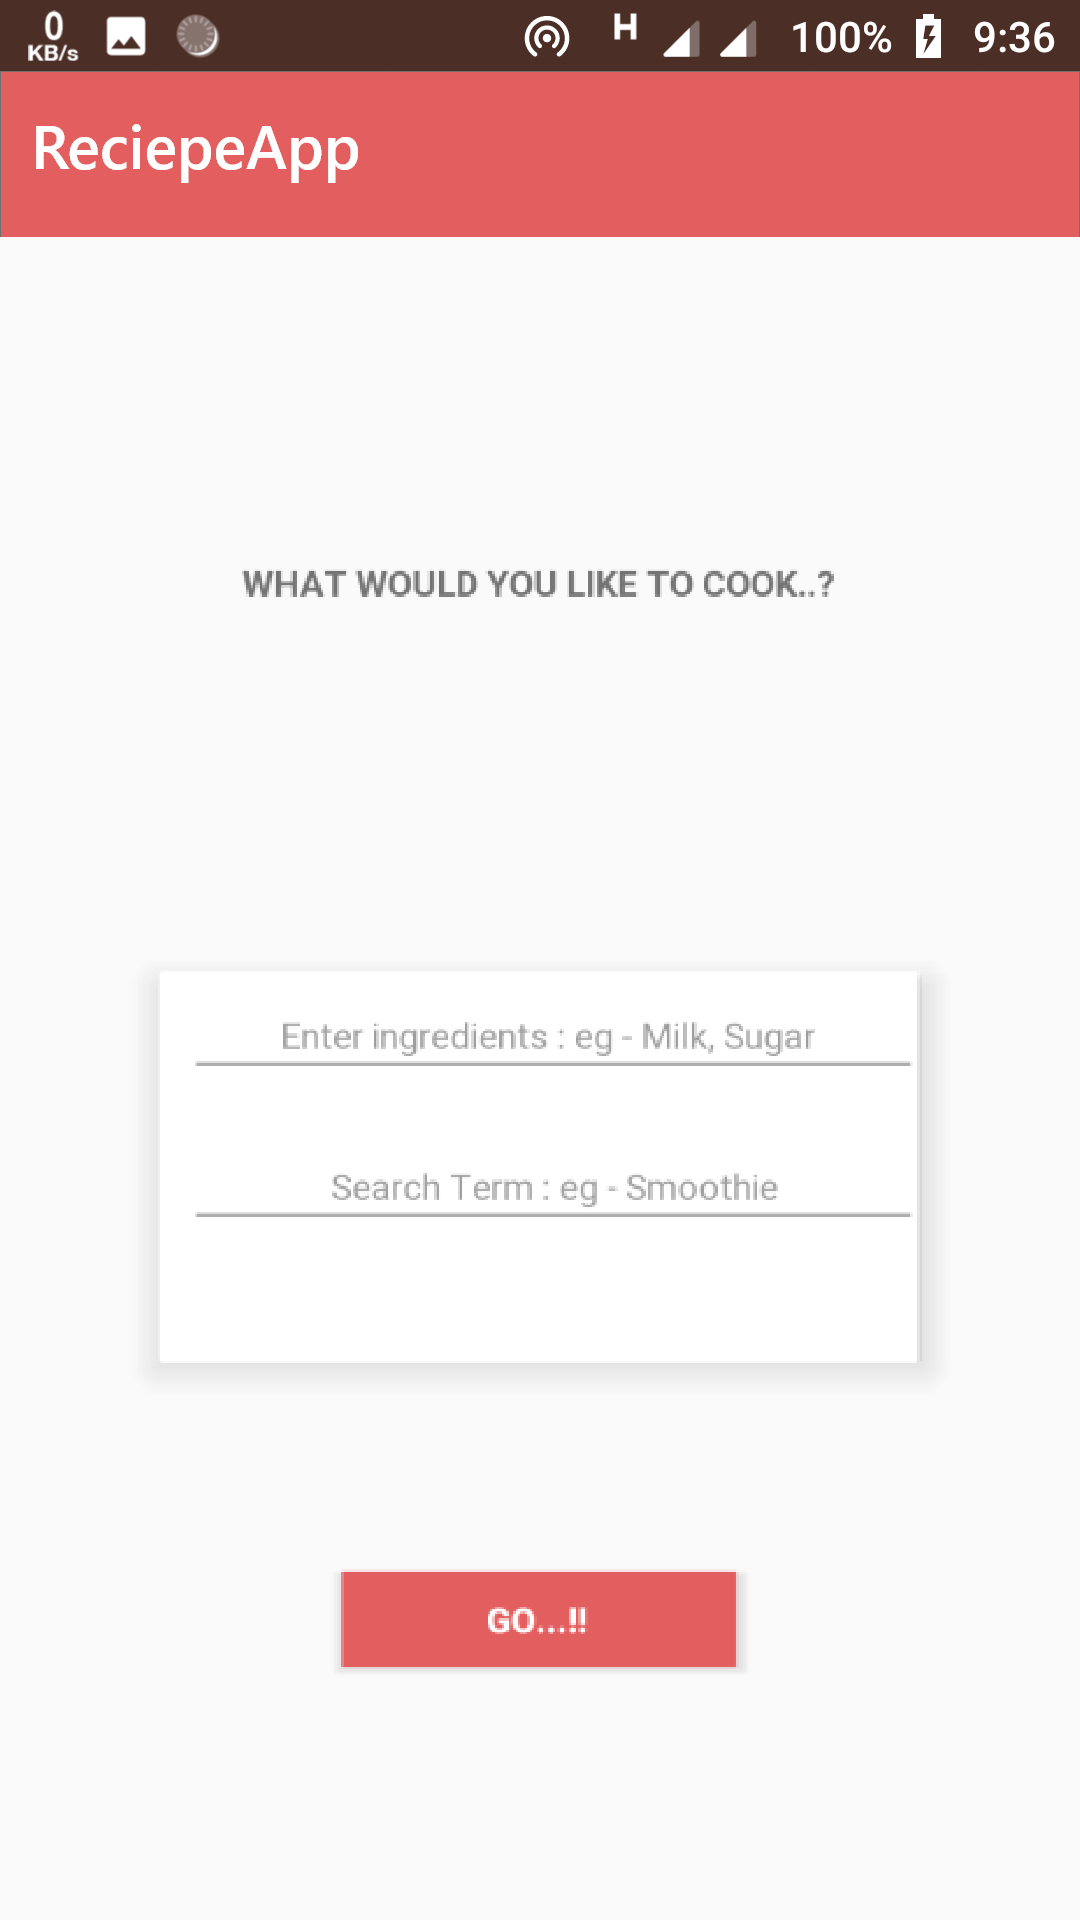 0
KB/s
H
100%
9:36
ReciepeApp
WHAT WOULD YOU LIKE TO COOK..?
Enter ingredients : eg - Milk, Sugar
Search Term : eg - Smoothie
GO...!!